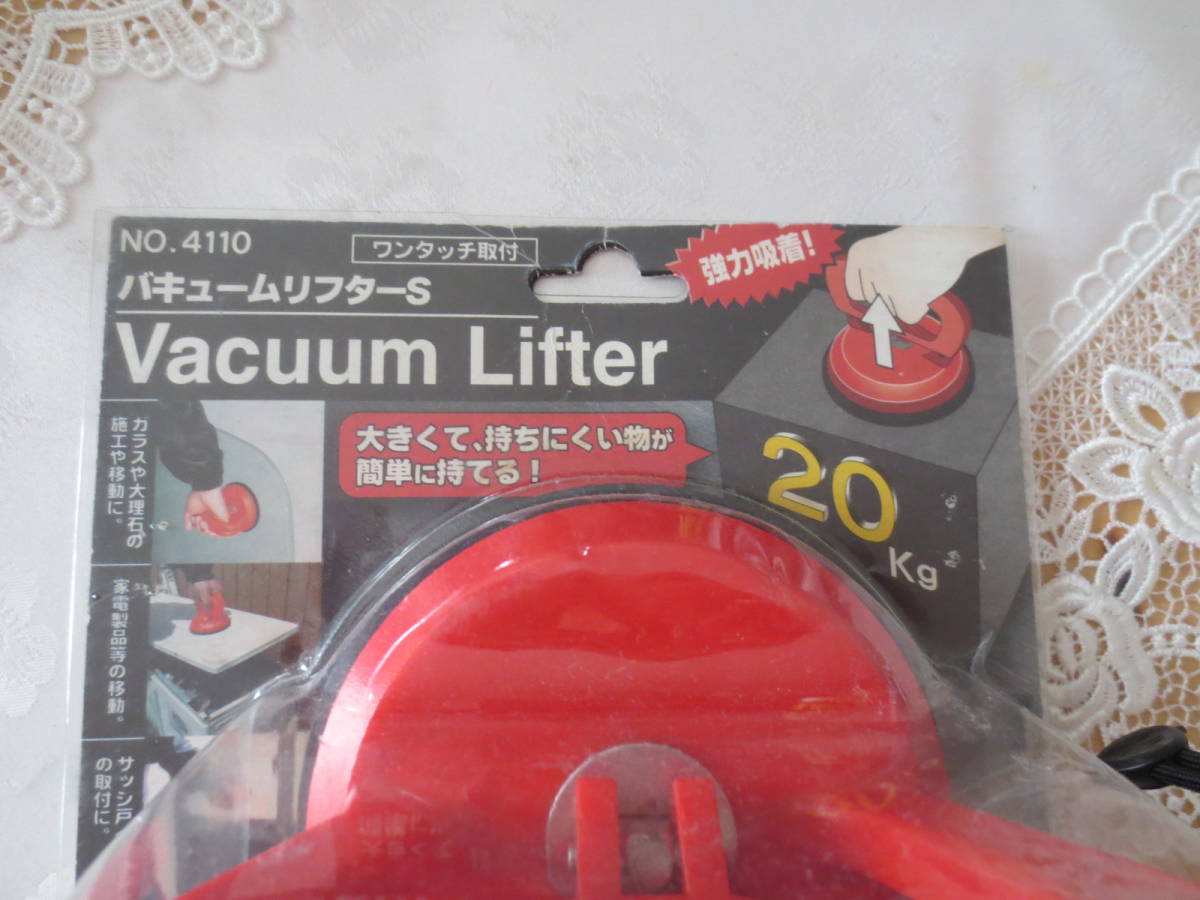 NO.4110
ワンタッチ取付
バキュームリフターS
Vacuum Lifter
強力吸着!
大きくて、持ちにくい物が
簡単に持てる!
20
Kg
ガラスや大理石の
施工や移動に。
家電製品等の移動。
サッシ戸
の取付に。